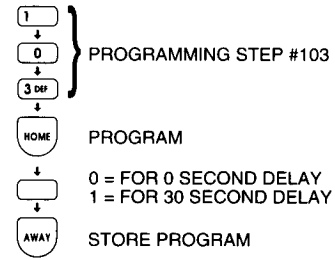 1
0
3 DEF
PROGRAMMING STEP #103
HOME
PROGRAM
0 = FOR 0 SECOND DELAY
1 = FOR 30 SECOND DELAY
AWAY
STORE PROGRAM